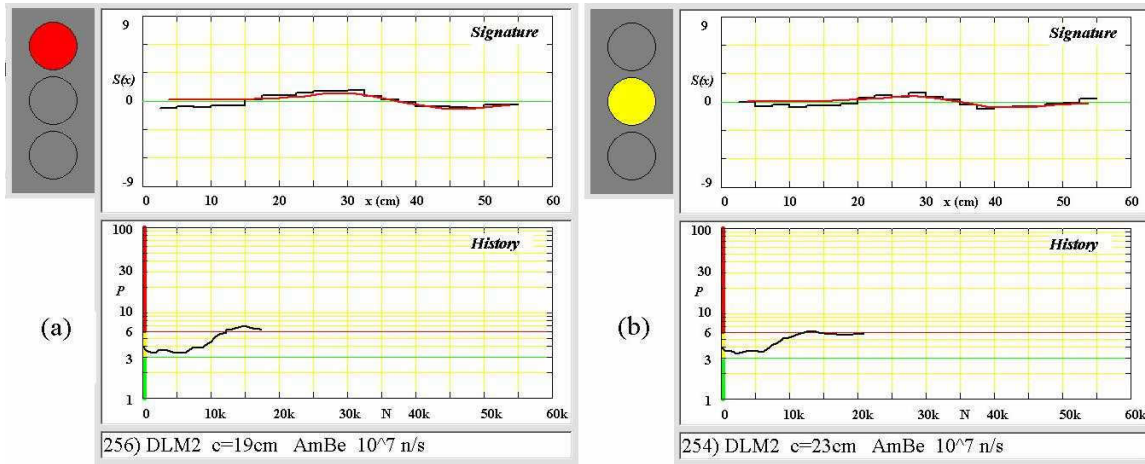 (a)
9
Signature
S(x)
0
-9
0 10 20 30 x (cm) 40 50 60
100
History
30
P
10
6
3
1
0 10k 20k 30k N 40k 50k 60k
256) DLM2 c=19cm AmBe 10^7 n/s
(b)
9
Signature
S(x)
0
-9
0 10 20 30 x (cm) 40 50 60
100
History
30
P
10
6
3
1
0 10k 20k 30k N 40k 50k 60k
254) DLM2 c=23cm AmBe 10^7 n/s